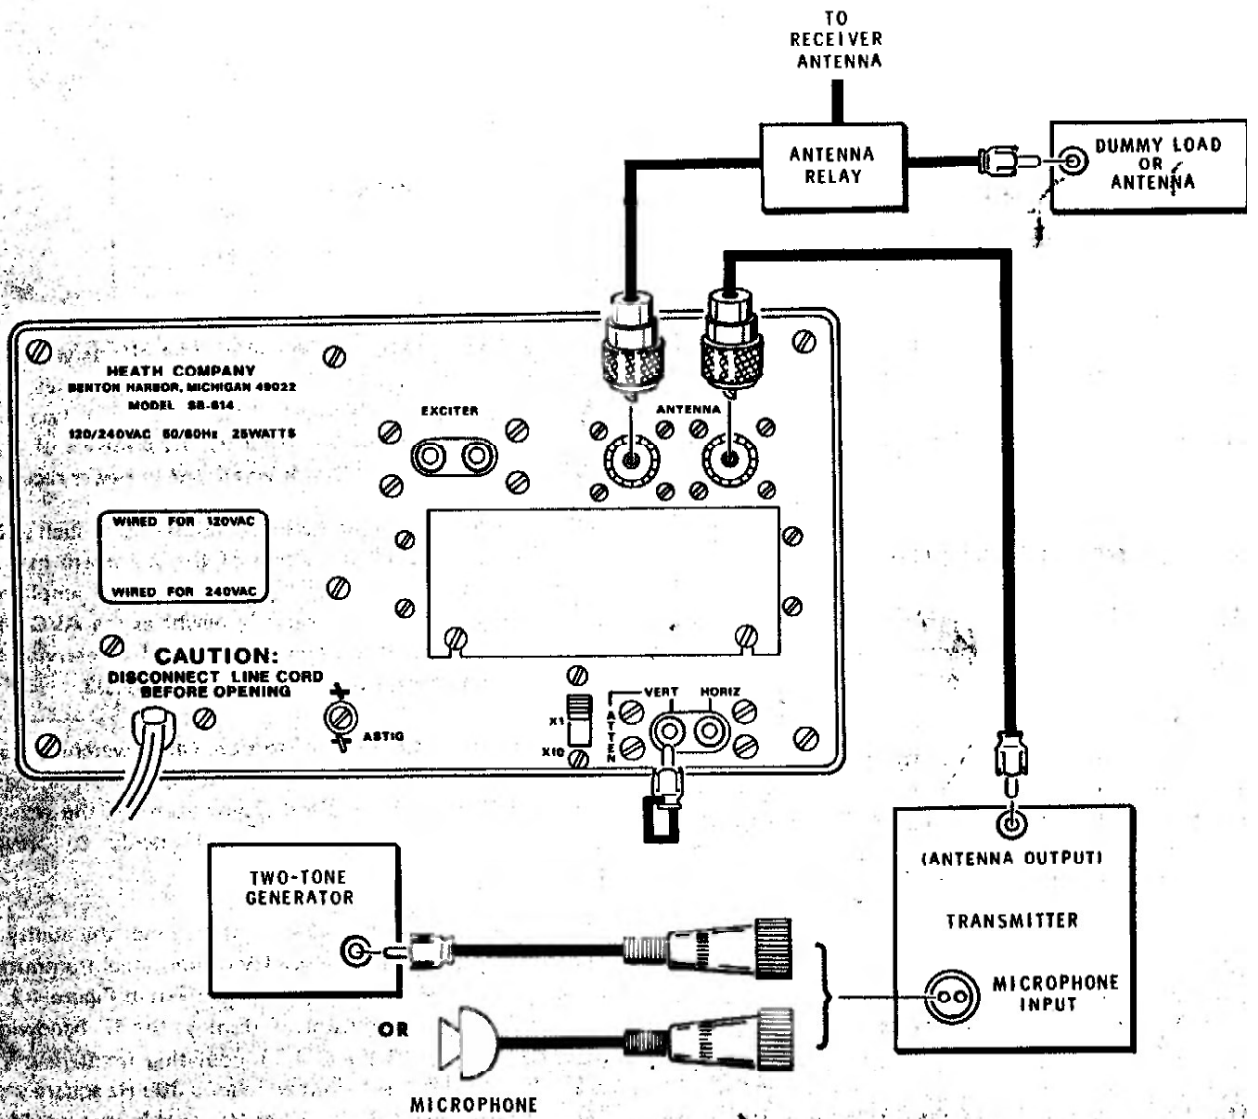 TO
RECEIVER
ANTENNA
ANTENNA
RELAY
DUMMY LOAD
OR
ANTENNA
HEATH COMPANY
BENTON HARBOR, MICHIGAN 49022
MODEL SB-614
120/240VAC 50/60Hz 25WATTS
EXCITER
ANTENNA
WIRED FOR 120VAC
WIRED FOR 240VAC
CAUTION:
DISCONNECT LINE CORD
BEFORE OPENING
ASTIG
X1
X10
ATTEN
VERT
HORIZ
(ANTENNA OUTPUT)
TRANSMITTER
MICROPHONE
INPUT
TWO-TONE
GENERATOR
OR
MICROPHONE